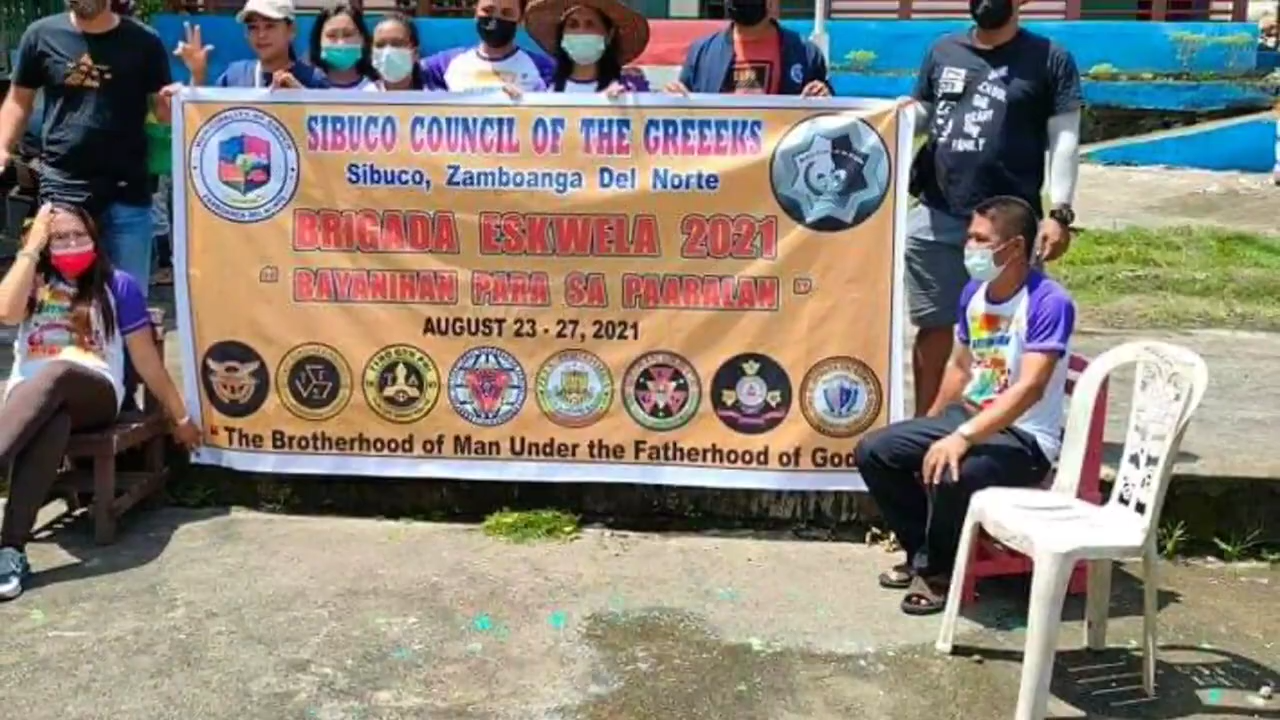 SIBUCO COUNCIL OF THE GREEEKS
Sibuco, Zamboanga Del Norte
BRIGADA ESKWELA 2021
" BAYANIHAN PARA SA PAARALAN "
AUGUST 23 - 27, 2021
" The Brotherhood of Man Under the Fatherhood of God
FAMILY